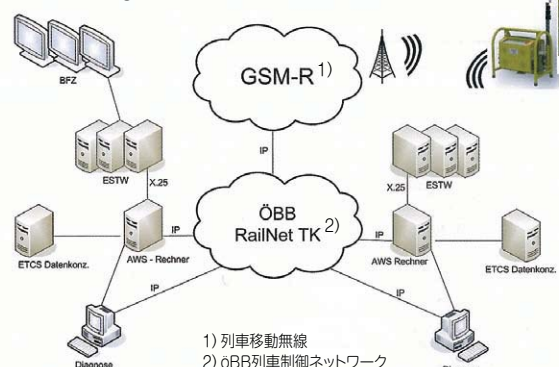 BFZ
GSM-R 1)
IP
ESTW
X.25
X.25
ESTW
ÖBB
RailNet TK 2)
ETCS Datenkonz.
AWS - Rechner
IP
IP
AWS Rechner
ETCS Datenkonz.
IP
IP
Diagnose
1) 列車移動無線
2) öBB列車制御ネットワーク